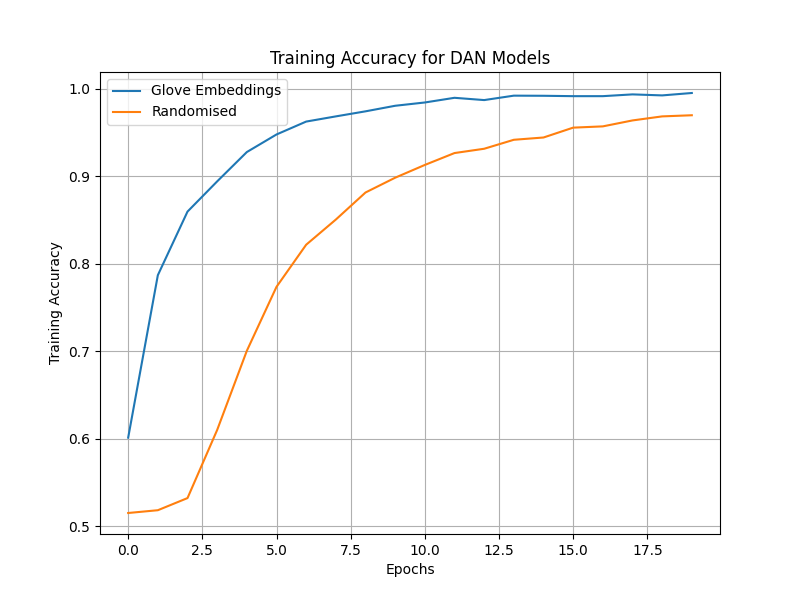 Training Accuracy for DAN Models
Glove Embeddings
Randomised
1.0
0.9
0.8
0.7
0.6
0.5
Training Accuracy
0.0 2.5 5.0 7.5 10.0 12.5 15.0 17.5
Epochs